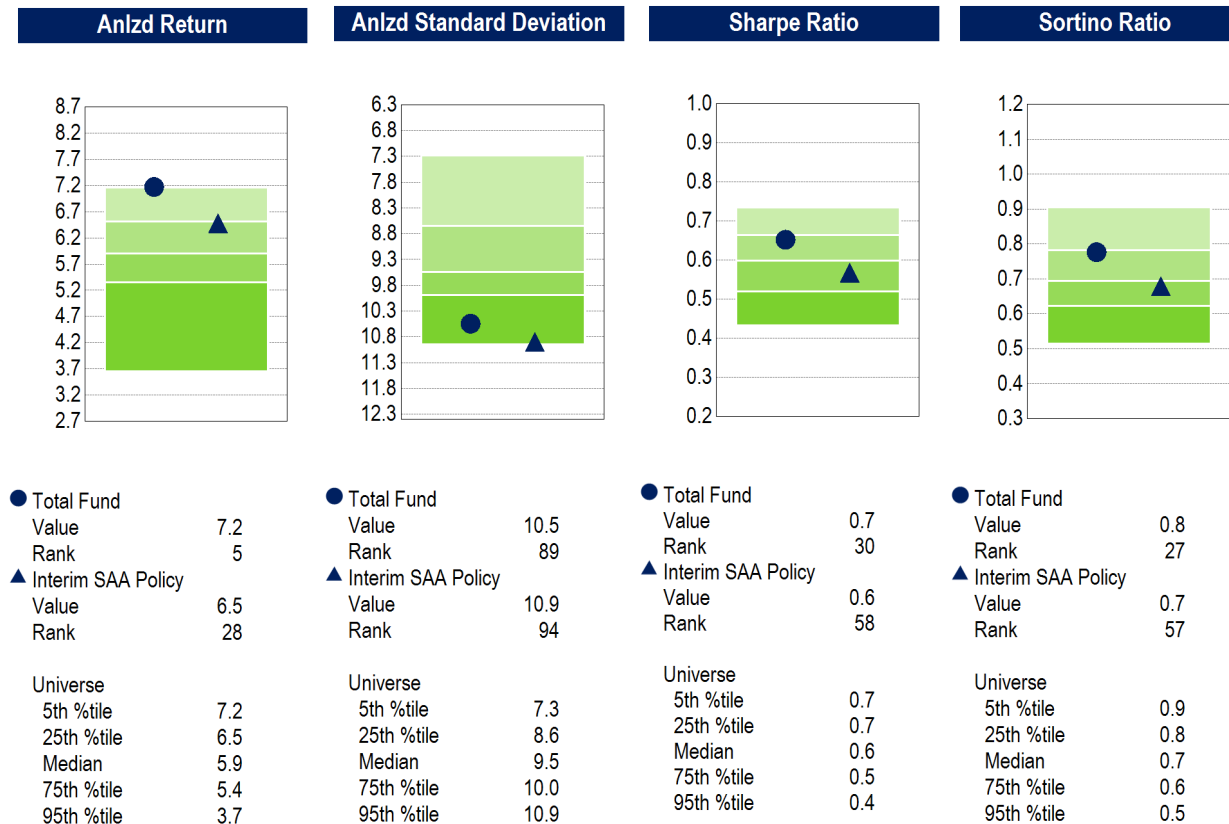 Anlzd Return
8.7
8.2
7.7
7.2
6.7
6.2
5.7
5.2
4.7
4.2
3.7
3.2
2.7
Total Fund
Value 7.2
Rank 5
Interim SAA Policy
Value 6.5
Rank 28
Universe
5th %tile 7.2
25th %tile 6.5
Median 5.9
75th %tile 5.4
95th %tile 3.7
Anlzd Standard Deviation
6.3
6.8
7.3
7.8
8.3
8.8
9.3
9.8
10.3
10.8
11.3
11.8
12.3
Total Fund
Value 10.5
Rank 89
Interim SAA Policy
Value 10.9
Rank 94
Universe
5th %tile 7.3
25th %tile 8.6
Median 9.5
75th %tile 10.0
95th %tile 10.9
Sharpe Ratio
1.0
0.9
0.8
0.7
0.6
0.5
0.4
0.3
0.2
Total Fund
Value 0.7
Rank 30
Interim SAA Policy
Value 0.6
Rank 58
Universe
5th %tile 0.7
25th %tile 0.7
Median 0.6
75th %tile 0.5
95th %tile 0.4
Sortino Ratio
1.2
1.1
1.0
0.9
0.8
0.7
0.6
0.5
0.4
0.3
Total Fund
Value 0.8
Rank 27
Interim SAA Policy
Value 0.7
Rank 57
Universe
5th %tile 0.9
25th %tile 0.8
Median 0.7
75th %tile 0.6
95th %tile 0.5